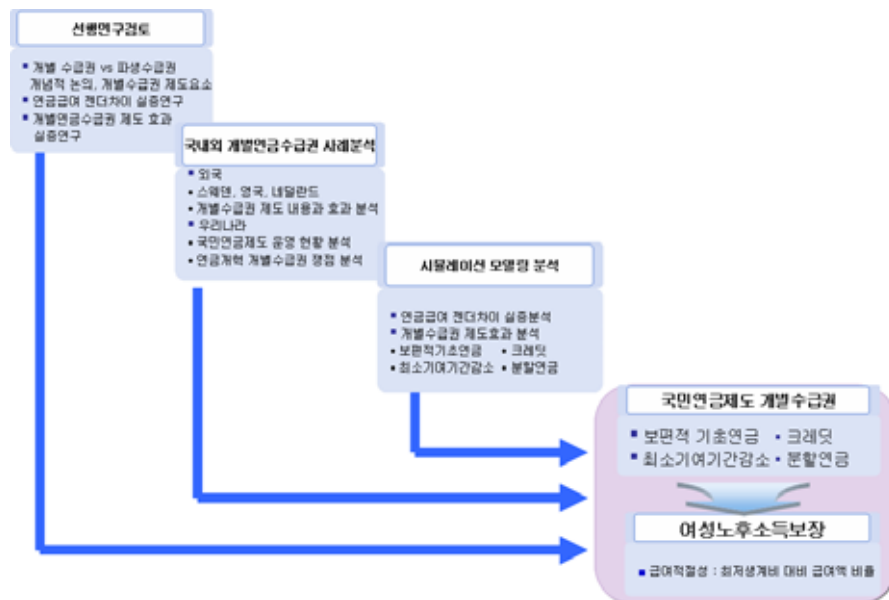 선행연구검토
▪ 개별 수급권 vs 파생수급권
개념적 논의, 개별수급권 제도요소
▪ 연금급여 젠더차이 실증연구
▪ 개별연금수급권 제도 효과
실증연구
국내외 개별연금수급권 사례분석
▪ 외국
• 스웨덴, 영국, 네덜란드
• 개별수급권 제도 내용과 효과 분석
▪ 우리나라
• 국민연금제도 운영 현황 분석
• 연금개혁 개별수급권 쟁점 분석
시뮬레이션 모델링 분석
▪ 연금급여 젠더차이 실증분석
▪ 개별수급권 제도효과 분석
• 보편적기초연금 • 크레딧
• 최소기여기간감소 • 분할연금
국민연금제도 개별수급권
▪ 보편적 기초연금 • 크레딧
▪ 최소기여기간감소 • 분할연금
여성노후소득보장
▪ 급여적절성 : 최저생계비 대비 급여액 비율